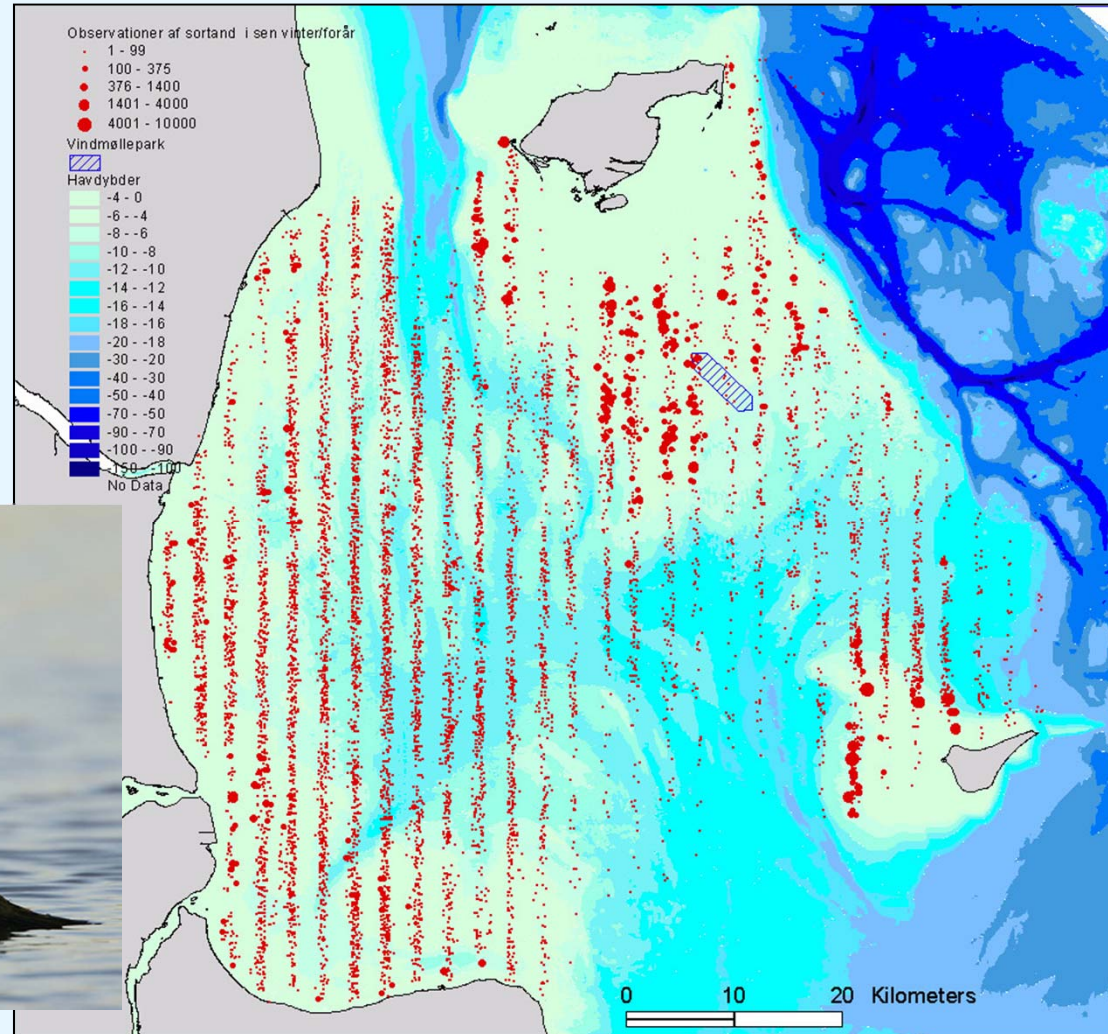 Observationer af sortand i sen vinter/forår
1 - 99
100 - 375
376 - 1400
1401 - 4000
4001 - 10000
Vindmøllepark
Havdybder
-4 - 0
-6 - -4
-8 - -6
-10 - -8
-12 - -10
-14 - -12
-16 - -14
-18 - -16
-20 - -18
-30 - -20
-40 - -30
-70 - -50
-90 - -70
-100 - -90
-150 - -100
No Data
0 10 20 Kilometers